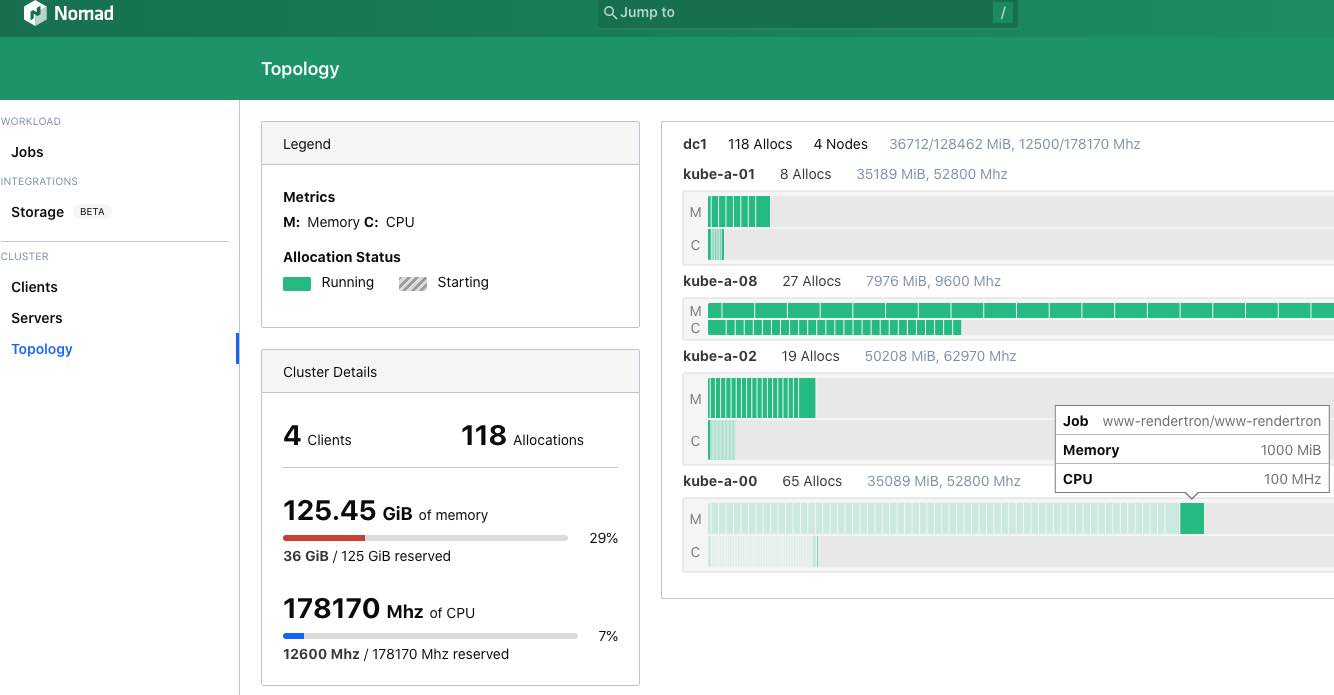 Nomad
Jump to /
Topology
WORKLOAD
Jobs
INTEGRATIONS
Storage BETA
CLUSTER
Clients
Servers
Topology
Legend
Metrics
M: Memory C: CPU
Allocation Status
Running Starting
Cluster Details
4 Clients 118 Allocations
125.45 GiB of memory
29%
36 GiB / 125 GiB reserved
178170 Mhz of CPU
7%
12600 Mhz / 178170 Mhz reserved
dc1 118 Allocs 4 Nodes 36712/128462 MiB, 12500/178170 Mhz
kube-a-01 8 Allocs 35189 MiB, 52800 Mhz
M
C
kube-a-08 27 Allocs 7976 MiB, 9600 Mhz
M
C
kube-a-02 19 Allocs 50208 MiB, 62970 Mhz
M
C
Job www-rendertron/www-rendertron
Memory 1000 MiB
CPU 100 MHz
kube-a-00 65 Allocs 35089 MiB, 52800 Mhz
M
C